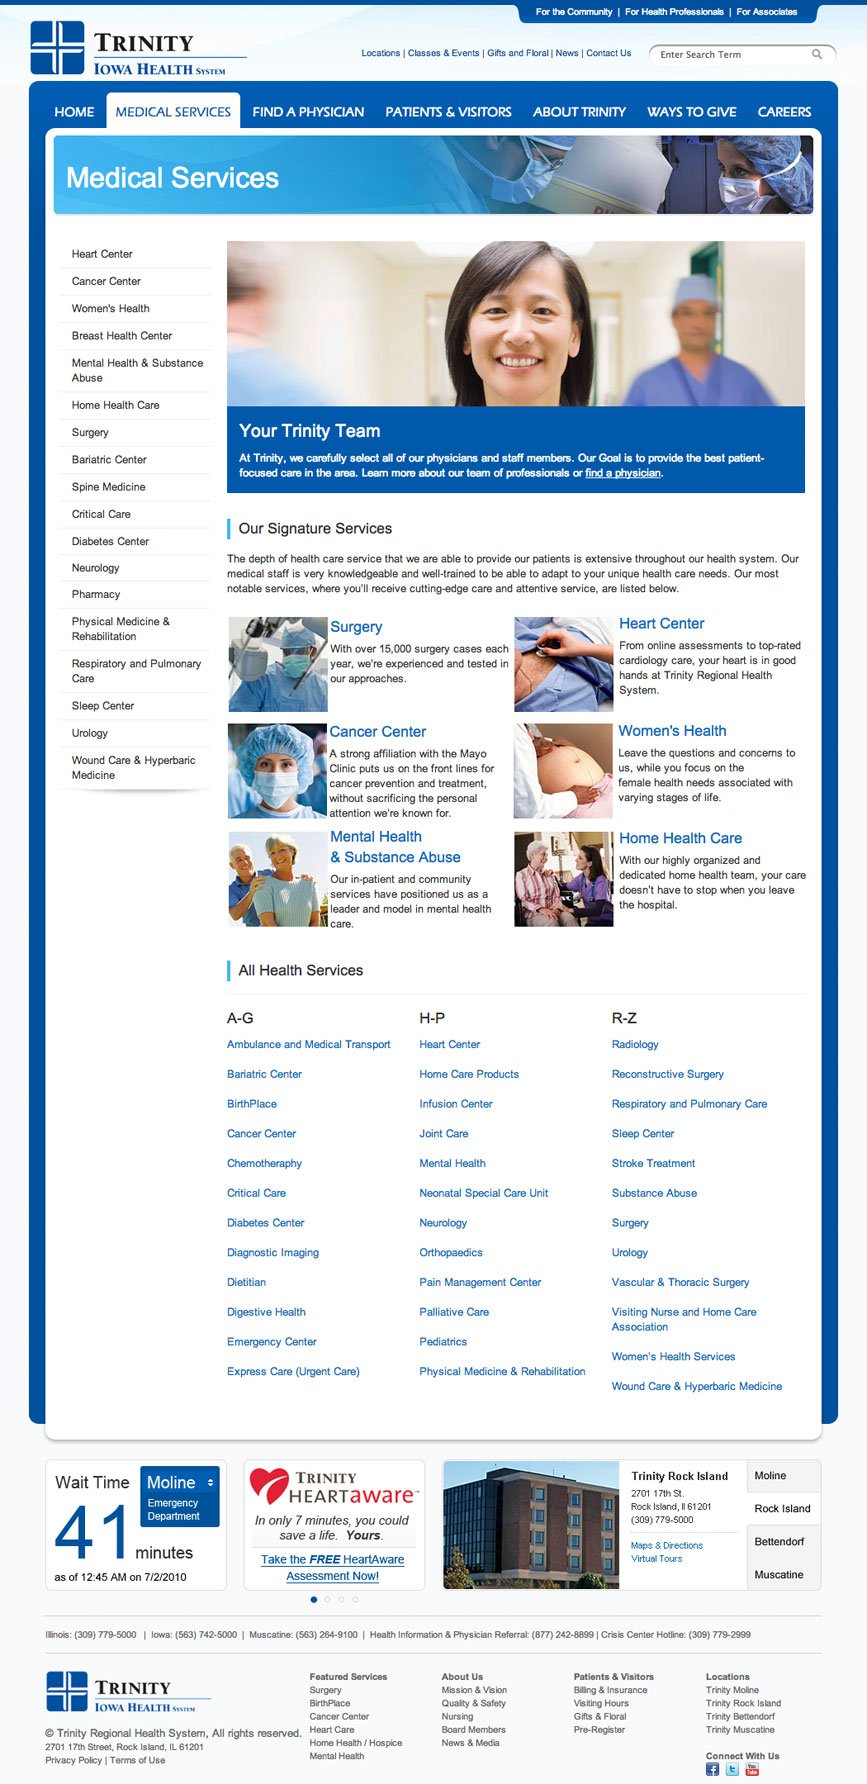 For the Community | For Health Professionals | For Associates
TRINITY
IOWA HEALTH SYSTEM
Locations | Classes & Events | Gifts and Floral | News | Contact Us
Enter Search Term
HOME MEDICAL SERVICES FIND A PHYSICIAN PATIENTS & VISITORS ABOUT TRINITY WAYS TO GIVE CAREERS
Medical Services
Heart Center
Cancer Center
Women's Health
Breast Health Center
Mental Health & Substance
Abuse
Home Health Care
Surgery
Bariatric Center
Spine Medicine
Critical Care
Diabetes Center
Neurology
Pharmacy
Physical Medicine &
Rehabilitation
Respiratory and Pulmonary
Care
Sleep Center
Urology
Wound Care & Hyperbaric
Medicine
Your Trinity Team
At Trinity, we carefully select all of our physicians and staff members. Our Goal is to provide the best patient-
focused care in the area. Learn more about our team of professionals or find a physician.
Our Signature Services
The depth of health care service that we are able to provide our patients is extensive throughout our health system. Our
medical staff is very knowledgeable and well-trained to be able to adapt to your unique health care needs. Our most
notable services, where you'll receive cutting-edge care and attentive service, are listed below.
Surgery
With over 15,000 surgery cases each
year, we're experienced and tested in
our approaches.
Heart Center
From online assessments to top-rated
cardiology care, your heart is in good
hands at Trinity Regional Health
System.
Cancer Center
A strong affiliation with the Mayo
Clinic puts us on the front lines for
cancer prevention and treatment,
without sacrificing the personal
attention we're known for.
Women's Health
Leave the questions and concerns to
us, while you focus on the
female health needs associated with
varying stages of life.
Mental Health
& Substance Abuse
Our in-patient and community
services have positioned us as a
leader and model in mental health
care.
Home Health Care
With our highly organized and
dedicated home health team, your care
doesn't have to stop when you leave
the hospital.
All Health Services
A-G
Ambulance and Medical Transport
Bariatric Center
BirthPlace
Cancer Center
Chemotheraphy
Critical Care
Diabetes Center
Diagnostic Imaging
Dietitian
Digestive Health
Emergency Center
Express Care (Urgent Care)
H-P
Heart Center
Home Care Products
Infusion Center
Joint Care
Mental Health
Neonatal Special Care Unit
Neurology
Orthopaedics
Pain Management Center
Palliative Care
Pediatrics
Physical Medicine & Rehabilitation
R-Z
Radiology
Reconstructive Surgery
Respiratory and Pulmonary Care
Sleep Center
Stroke Treatment
Substance Abuse
Surgery
Urology
Vascular & Thoracic Surgery
Visiting Nurse and Home Care
Association
Women's Health Services
Wound Care & Hyperbaric Medicine
Wait Time
Moline
Emergency
Department
41 minutes
as of 12:45 AM on 7/2/2010
TRINITY
HEARTAWARE™
In only 7 minutes, you could
save a life. Yours.
Take the FREE HeartAware
Assessment Now!
Trinity Rock Island
2701 17th St.
Rock Island, Il 61201
(309) 779-5000
Maps & Directions
Virtual Tours
Moline
Rock Island
Bettendorf
Muscatine
Illinois: (309) 779-5000 | Iowa: (563) 742-5000 | Muscatine: (563) 264-9100 | Health Information & Physician Referral: (877) 242-8899 | Crisis Center Hotline: (309) 779-2999
TRINITY
IOWA HEALTH SYSTEM
© Trinity Regional Health System, All rights reserved.
2701 17th Street, Rock Island, IL 61201
Privacy Policy | Terms of Use
Featured Services
Surgery
BirthPlace
Cancer Center
Heart Care
Home Health / Hospice
Mental Health
About Us
Mission & Vision
Quality & Safety
Nursing
Board Members
News & Media
Patients & Visitors
Billing & Insurance
Visiting Hours
Gifts & Floral
Pre-Register
Locations
Trinity Moline
Trinity Rock Island
Trinity Bettendorf
Trinity Muscatine
Connect With Us
You Tube